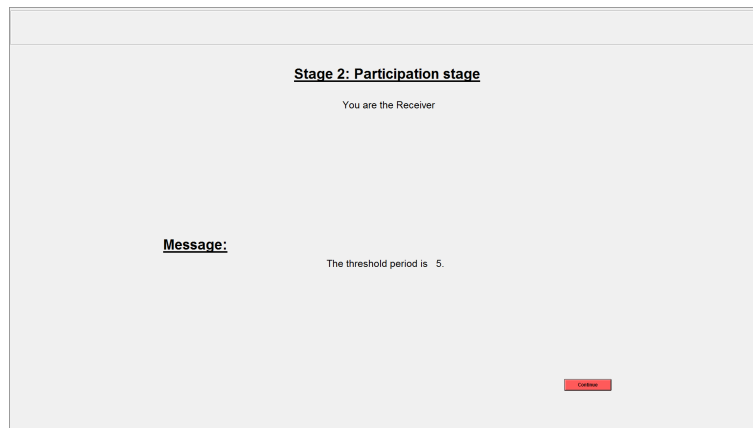 Stage 2: Participation stage
You are the Receiver
Message:
The threshold period is 5.
Continue